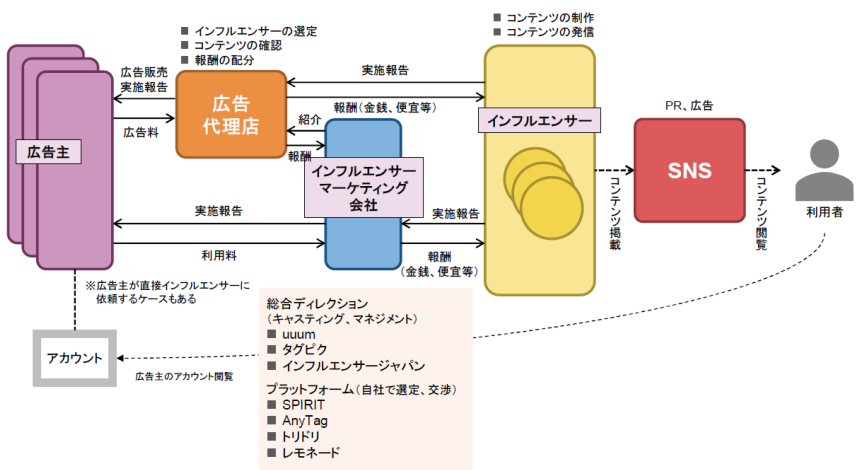 ■ インフルエンサーの選定
■ コンテンツの確認
■ 報酬の配分
■ コンテンツの制作
■ コンテンツの発信
広告販売
実施報告
広告料
広告
代理店
実施報告
報酬（金銭、便宜等）
紹介
報酬
広告主
インフルエンサー
マーケティング
会社
インフルエンサー
PR、広告
SNS
コンテンツ掲載
コンテンツ閲覧
利用者
実施報告
利用料
実施報告
報酬
（金銭、便宜等）
※広告主が直接インフルエンサーに
依頼するケースもある
アカウント
広告主のアカウント閲覧
総合ディレクション
（キャスティング、マネジメント）
■ uuum
■ タグピク
■ インフルエンサージャパン
プラットフォーム（自社で選定、交渉）
■ SPIRIT
■ AnyTag
■ トリドリ
■ レモネード